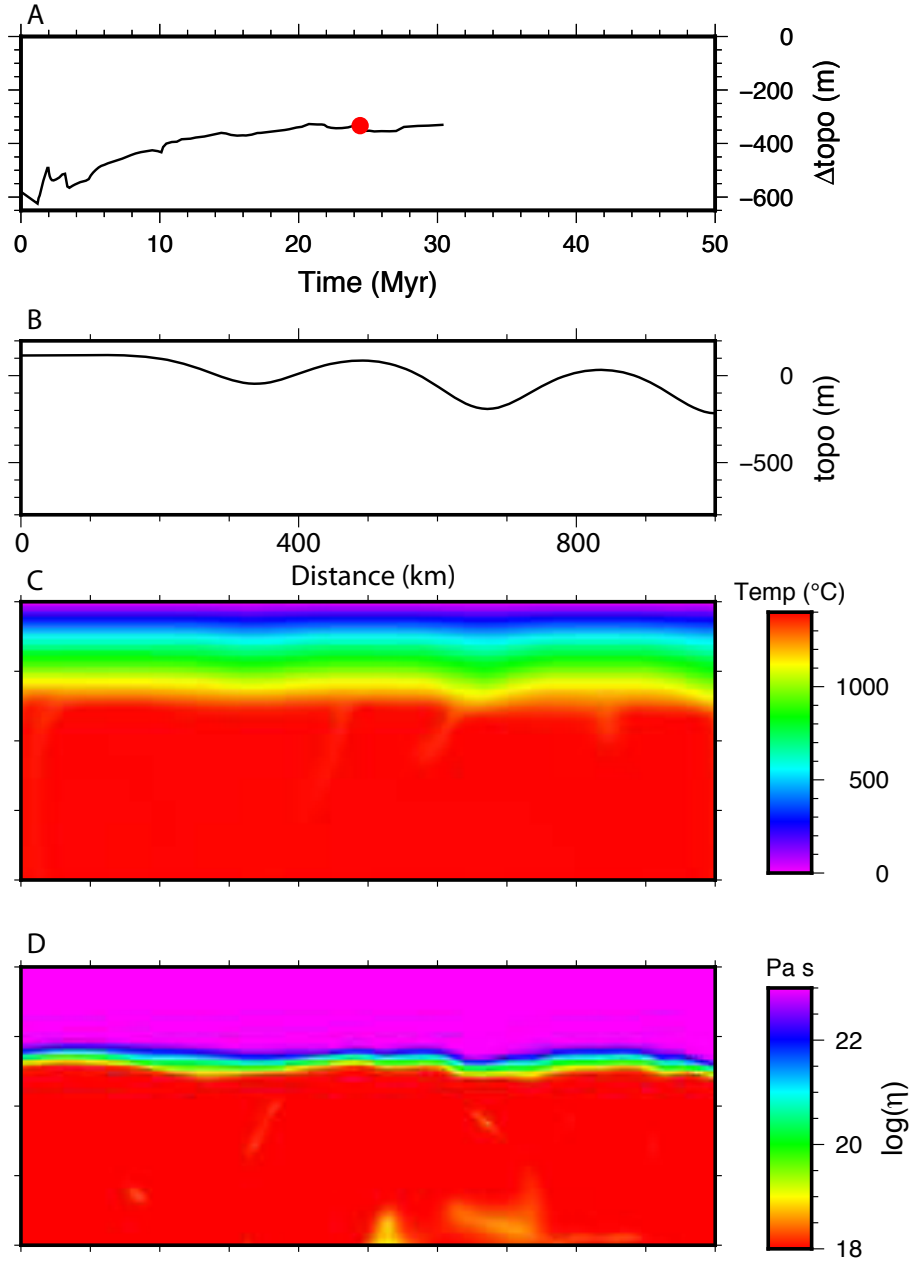 A
0
−200
−400
−600
Δtopo (m)
0 10 20 30 40 50
Time (Myr)
B
0
−500
topo (m)
0 400 800
Distance (km)
C
Temp (°C)
1000
500
0
D
Pa s
22
20
18
log(η)